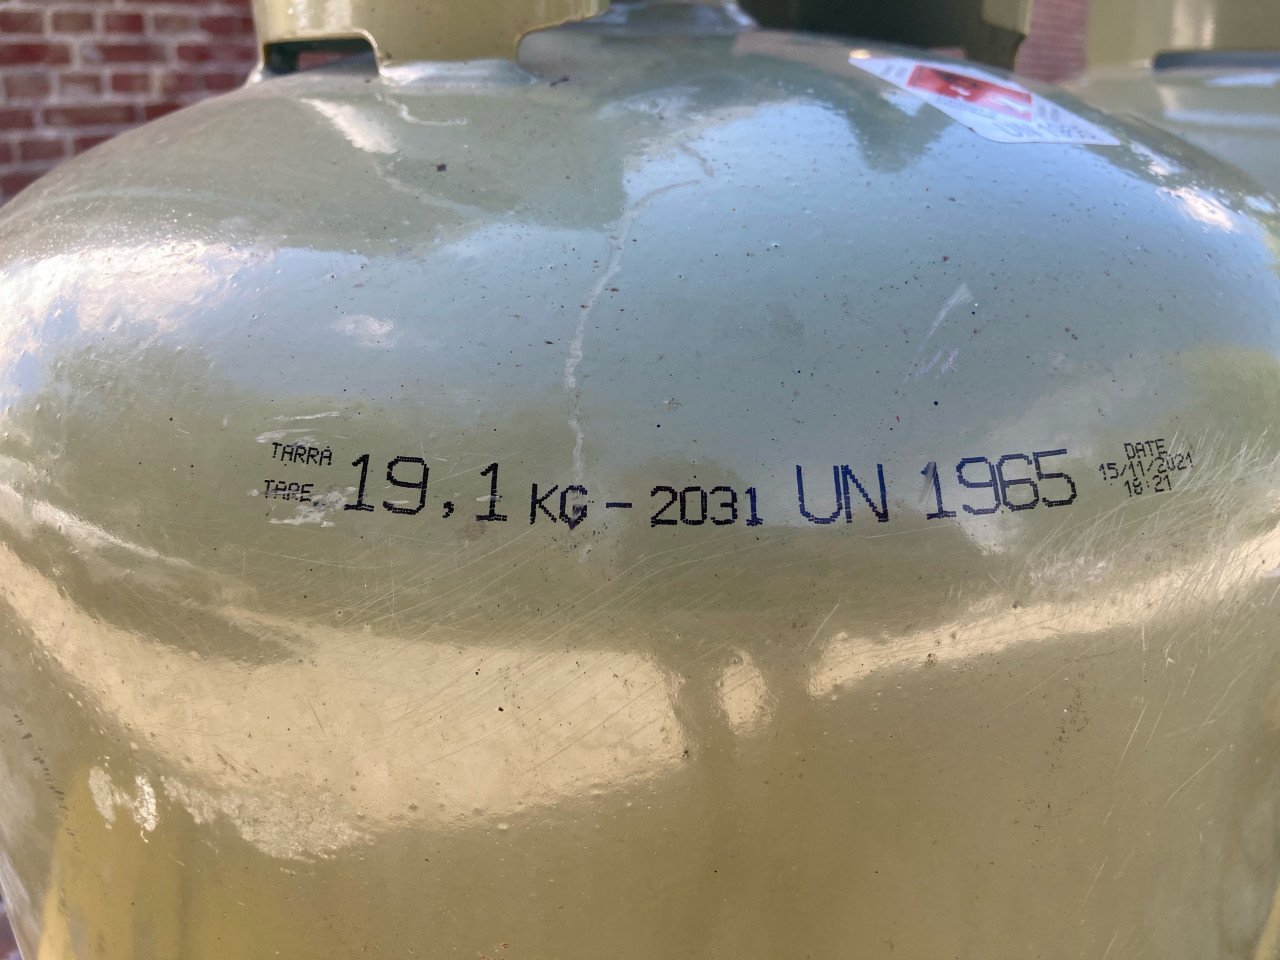 TARRA
TARE 19,1 KG - 2031 UN 1965
DATE
15/11/2021
18:21